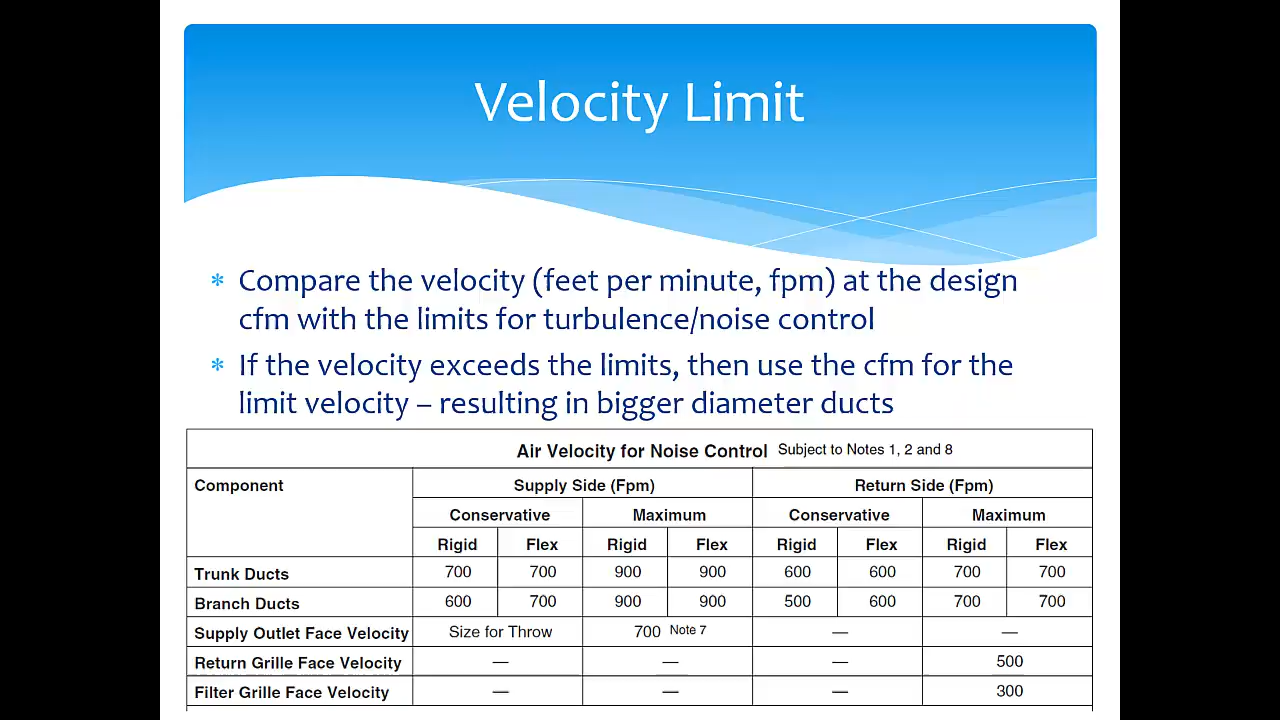 Velocity Limit
* Compare the velocity (feet per minute, fpm) at the design
cfm with the limits for turbulence/noise control
* If the velocity exceeds the limits, then use the cfm for the
limit velocity – resulting in bigger diameter ducts
Air Velocity for Noise Control Subject to Notes 1, 2 and 8
Component Supply Side (Fpm) Return Side (Fpm)
Conservative Maximum Conservative Maximum
Rigid Flex Rigid Flex Rigid Flex Rigid Flex
Trunk Ducts 700 700 900 900 600 600 700 700
Branch Ducts 600 700 900 900 500 600 700 700
Supply Outlet Face Velocity Size for Throw 700 Note 7 — —
Return Grille Face Velocity — — — 500
Filter Grille Face Velocity — — — 300